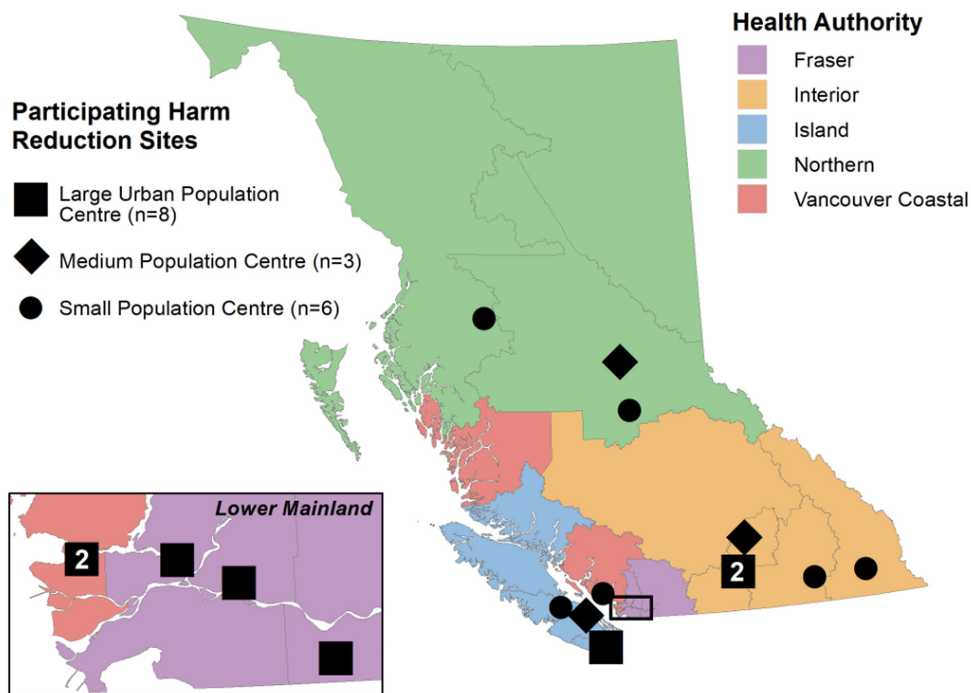 Health Authority
Fraser
Interior
Island
Northern
Vancouver Coastal
Participating Harm
Reduction Sites
Large Urban Population
Centre (n=8)
Medium Population Centre (n=3)
Small Population Centre (n=6)
Lower Mainland
2
2